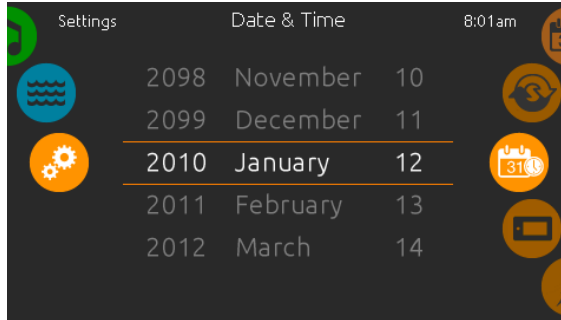 Settings Date & Time 8:01am
2098 November 10
2099 December 11
2010 January 12
31
2011 February 13
2012 March 14